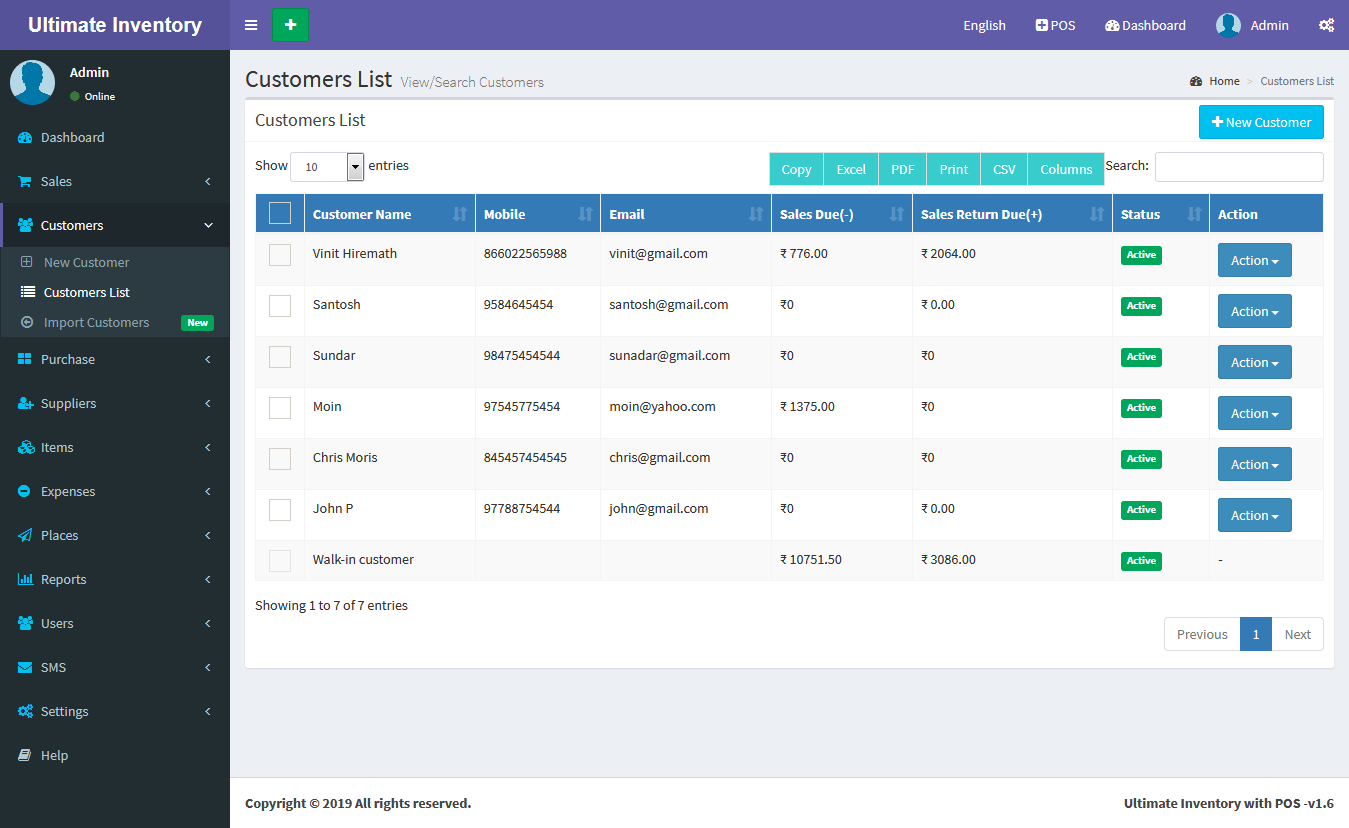 Ultimate Inventory
English POS Dashboard Admin
Admin
Online
Dashboard
Sales
Customers
New Customer
Customers List
Import Customers New
Purchase
Suppliers
Items
Expenses
Places
Reports
Users
SMS
Settings
Help
Customers List View/Search Customers
Home > Customers List
Customers List
New Customer
Show 10 entries
Copy Excel PDF Print CSV Columns Search:
Customer Name Mobile Email Sales Due(-) Sales Return Due(+) Status Action
Vinit Hiremath 866022565988 vinit@gmail.com ₹ 776.00 ₹ 2064.00 Active Action
Santosh 9584645454 santosh@gmail.com ₹0 ₹ 0.00 Active Action
Sundar 98475454544 sunadar@gmail.com ₹0 ₹0 Active Action
Moin 97545775454 moin@yahoo.com ₹ 1375.00 ₹0 Active Action
Chris Moris 845457454545 chris@gmail.com ₹0 ₹0 Active Action
John P 97788754544 john@gmail.com ₹0 ₹ 0.00 Active Action
Walk-in customer ₹ 10751.50 ₹ 3086.00 Active -
Showing 1 to 7 of 7 entries
Previous 1 Next
Copyright © 2019 All rights reserved.
Ultimate Inventory with POS -v1.6